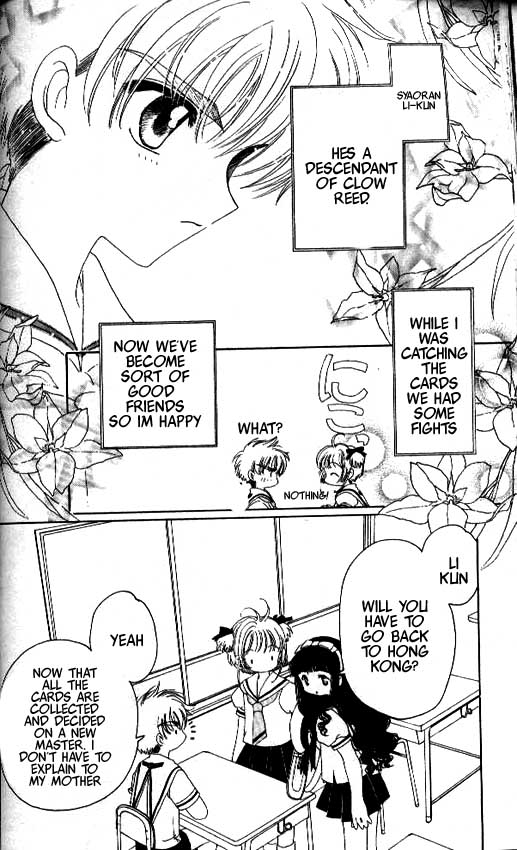 SYAORAN
LI-KUN
HES A
DESCENDANT
OF CLOW
REED.
WHILE I
WAS
CATCHING
THE
CARDS
WE HAD
SOME
FIGHTS
NOW WE'VE
BECOME
SORT OF
GOOD
FRIENDS
SO IM HAPPY
にこ
WHAT?
NOTHING!
LI
KUN
WILL YOU
HAVE TO
GO BACK
TO HONG
KONG?
YEAH
NOW THAT
ALL THE
CARDS ARE
COLLECTED
AND DECIDED
ON A NEW
MASTER. I
DON'T HAVE TO
EXPLAIN TO
MY MOTHER